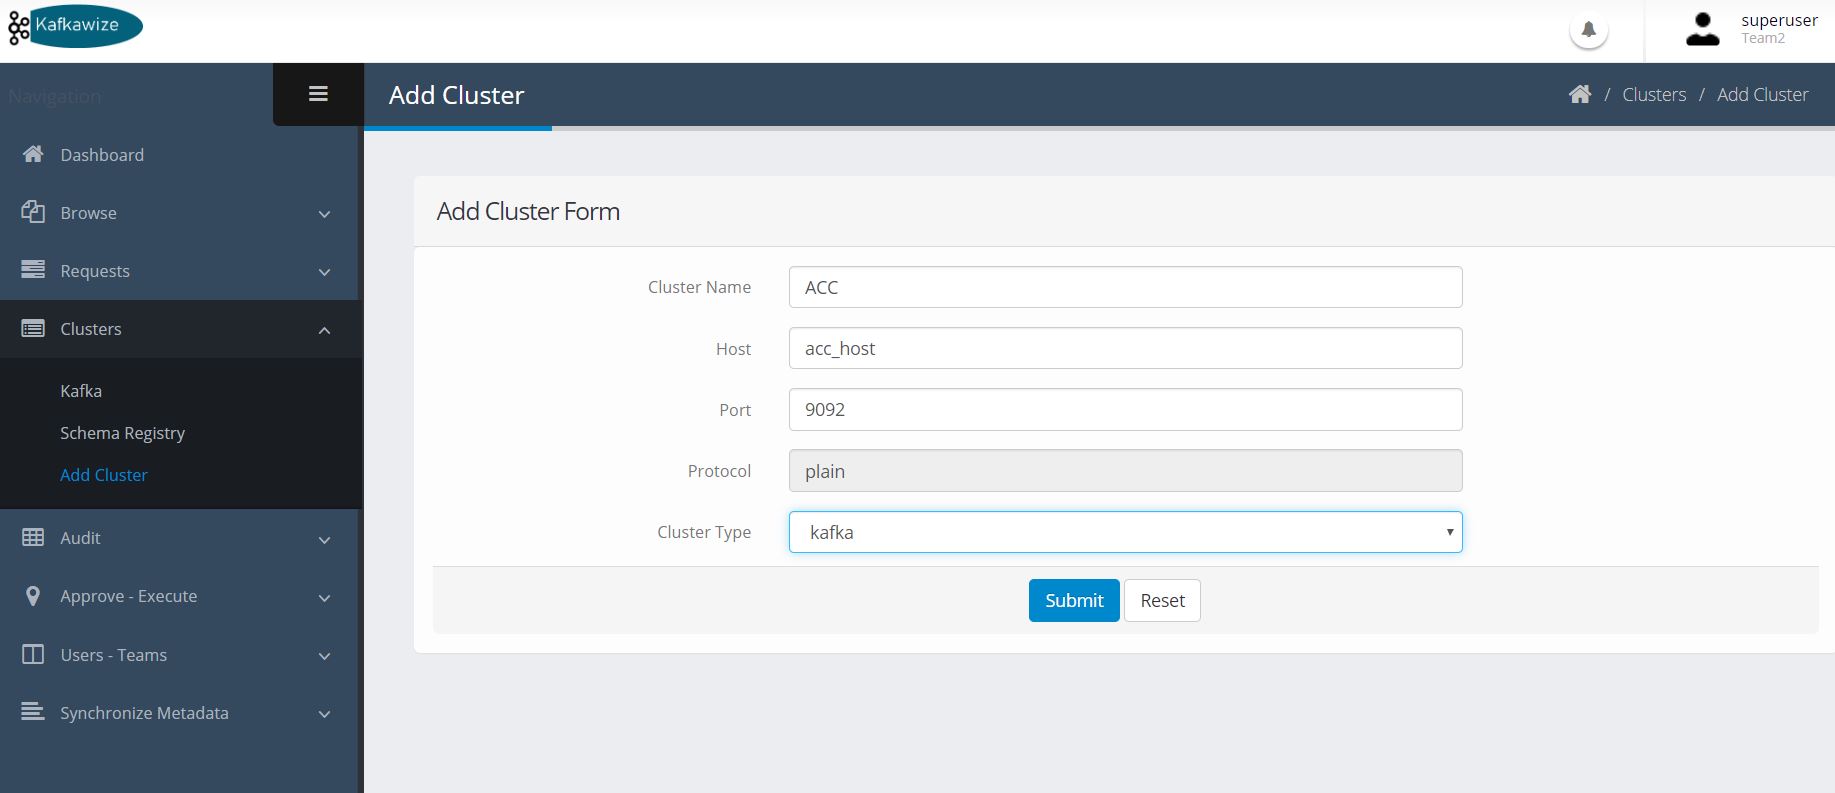 Kafkawize
superuser
Team2
Navigation
Add Cluster
/ Clusters / Add Cluster
Dashboard
Browse
Requests
Clusters
Kafka
Schema Registry
Add Cluster
Audit
Approve - Execute
Users - Teams
Synchronize Metadata
Add Cluster Form
Cluster Name ACC
Host acc_host
Port 9092
Protocol plain
Cluster Type kafka
Submit Reset